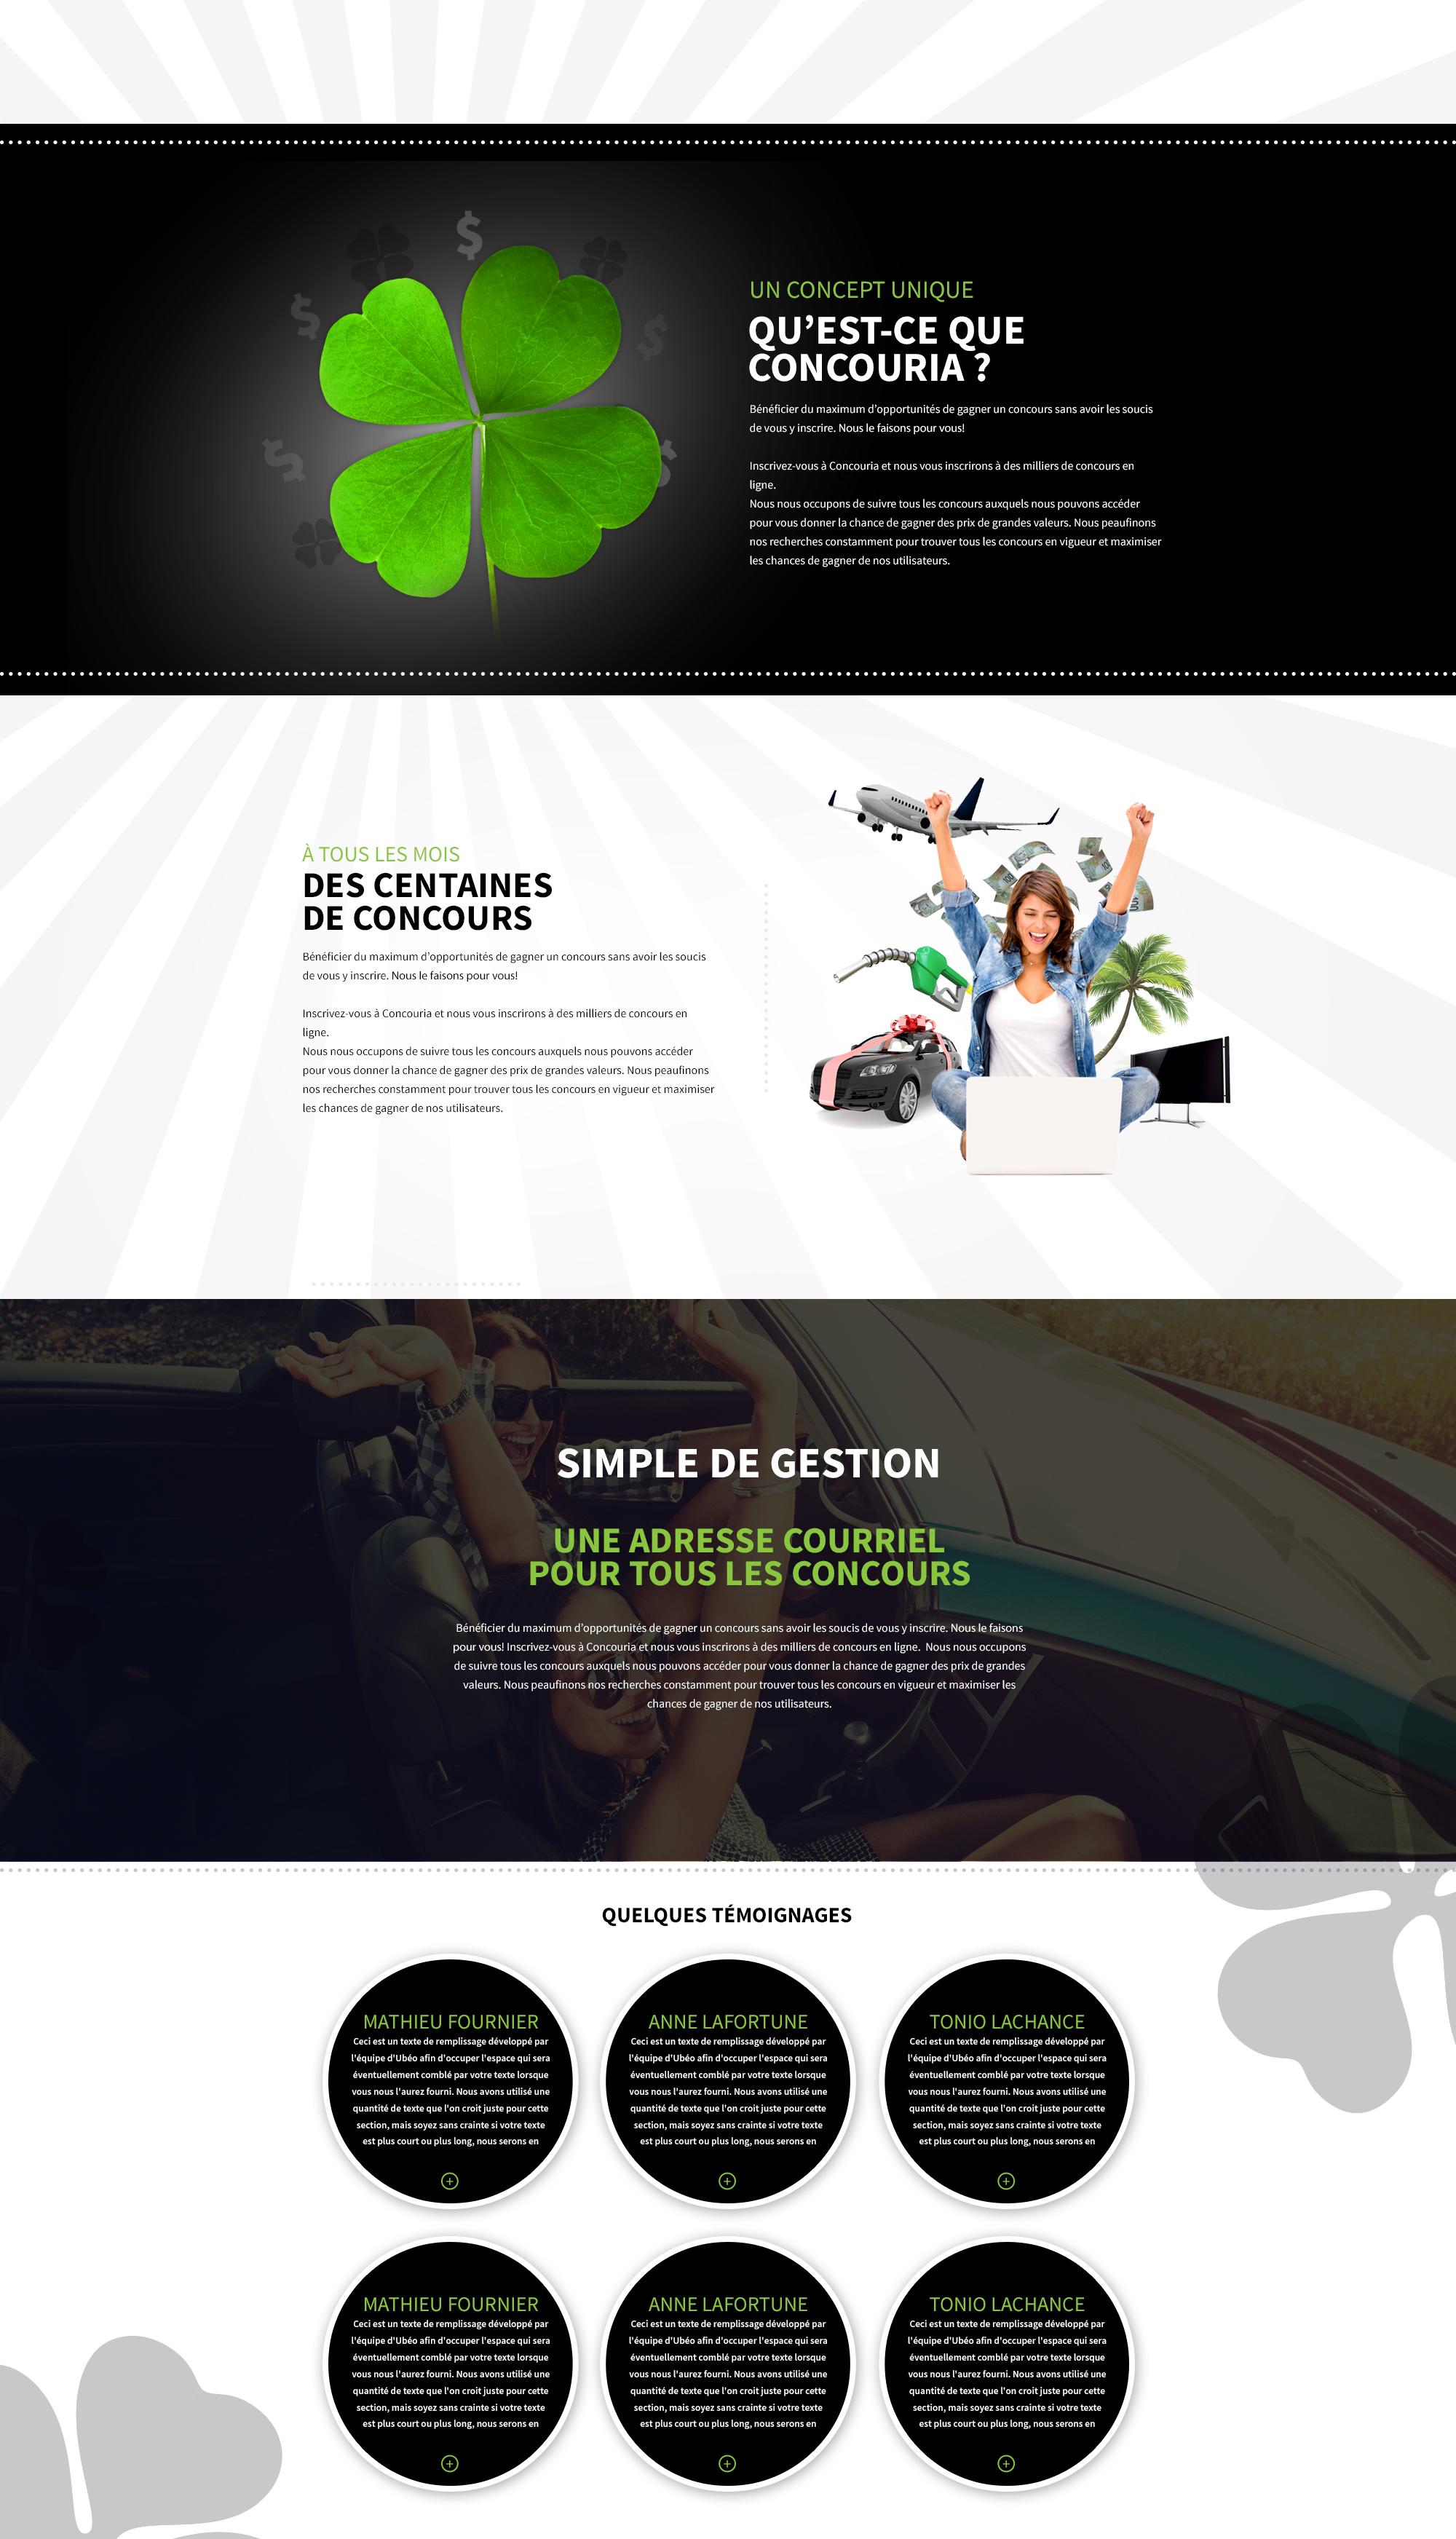 UN CONCEPT UNIQUE
QU’EST-CE QUE
CONCOURIA ?
Bénéficier du maximum d’opportunités de gagner un concours sans avoir les soucis
de vous y inscrire. Nous le faisons pour vous!
Inscrivez-vous à Concouria et nous vous inscrirons à des milliers de concours en
ligne.
Nous nous occupons de suivre tous les concours auxquels nous pouvons accéder
pour vous donner la chance de gagner des prix de grandes valeurs. Nous peaufinons
nos recherches constamment pour trouver tous les concours en vigueur et maximiser
les chances de gagner de nos utilisateurs.
À TOUS LES MOIS
DES CENTAINES
DE CONCOURS
Bénéficier du maximum d’opportunités de gagner un concours sans avoir les soucis
de vous y inscrire. Nous le faisons pour vous!
Inscrivez-vous à Concouria et nous vous inscrirons à des milliers de concours en
ligne.
Nous nous occupons de suivre tous les concours auxquels nous pouvons accéder
pour vous donner la chance de gagner des prix de grandes valeurs. Nous peaufinons
nos recherches constamment pour trouver tous les concours en vigueur et maximiser
les chances de gagner de nos utilisateurs.
SIMPLE DE GESTION
UNE ADRESSE COURRIEL
POUR TOUS LES CONCOURS
Bénéficier du maximum d’opportunités de gagner un concours sans avoir les soucis de vous y inscrire. Nous le faisons
pour vous! Inscrivez-vous à Concouria et nous vous inscrirons à des milliers de concours en ligne.  Nous nous occupons
de suivre tous les concours auxquels nous pouvons accéder pour vous donner la chance de gagner des prix de grandes
valeurs. Nous peaufinons nos recherches constamment pour trouver tous les concours en vigueur et maximiser les
chances de gagner de nos utilisateurs.
QUELQUES TÉMOIGNAGES
MATHIEU FOURNIER
Ceci est un texte de remplissage développé par
l'équipe d'Ubéo afin d'occuper l'espace qui sera
éventuellement comblé par votre texte lorsque
vous nous l'aurez fourni. Nous avons utilisé une
quantité de texte que l'on croit juste pour cette
section, mais soyez sans crainte si votre texte
est plus court ou plus long, nous serons en
ANNE LAFORTUNE
Ceci est un texte de remplissage développé par
l'équipe d'Ubéo afin d'occuper l'espace qui sera
éventuellement comblé par votre texte lorsque
vous nous l'aurez fourni. Nous avons utilisé une
quantité de texte que l'on croit juste pour cette
section, mais soyez sans crainte si votre texte
est plus court ou plus long, nous serons en
TONIO LACHANCE
Ceci est un texte de remplissage développé par
l'équipe d'Ubéo afin d'occuper l'espace qui sera
éventuellement comblé par votre texte lorsque
vous nous l'aurez fourni. Nous avons utilisé une
quantité de texte que l'on croit juste pour cette
section, mais soyez sans crainte si votre texte
est plus court ou plus long, nous serons en
MATHIEU FOURNIER
Ceci est un texte de remplissage développé par
l'équipe d'Ubéo afin d'occuper l'espace qui sera
éventuellement comblé par votre texte lorsque
vous nous l'aurez fourni. Nous avons utilisé une
quantité de texte que l'on croit juste pour cette
section, mais soyez sans crainte si votre texte
est plus court ou plus long, nous serons en
ANNE LAFORTUNE
Ceci est un texte de remplissage développé par
l'équipe d'Ubéo afin d'occuper l'espace qui sera
éventuellement comblé par votre texte lorsque
vous nous l'aurez fourni. Nous avons utilisé une
quantité de texte que l'on croit juste pour cette
section, mais soyez sans crainte si votre texte
est plus court ou plus long, nous serons en
TONIO LACHANCE
Ceci est un texte de remplissage développé par
l'équipe d'Ubéo afin d'occuper l'espace qui sera
éventuellement comblé par votre texte lorsque
vous nous l'aurez fourni. Nous avons utilisé une
quantité de texte que l'on croit juste pour cette
section, mais soyez sans crainte si votre texte
est plus court ou plus long, nous serons en